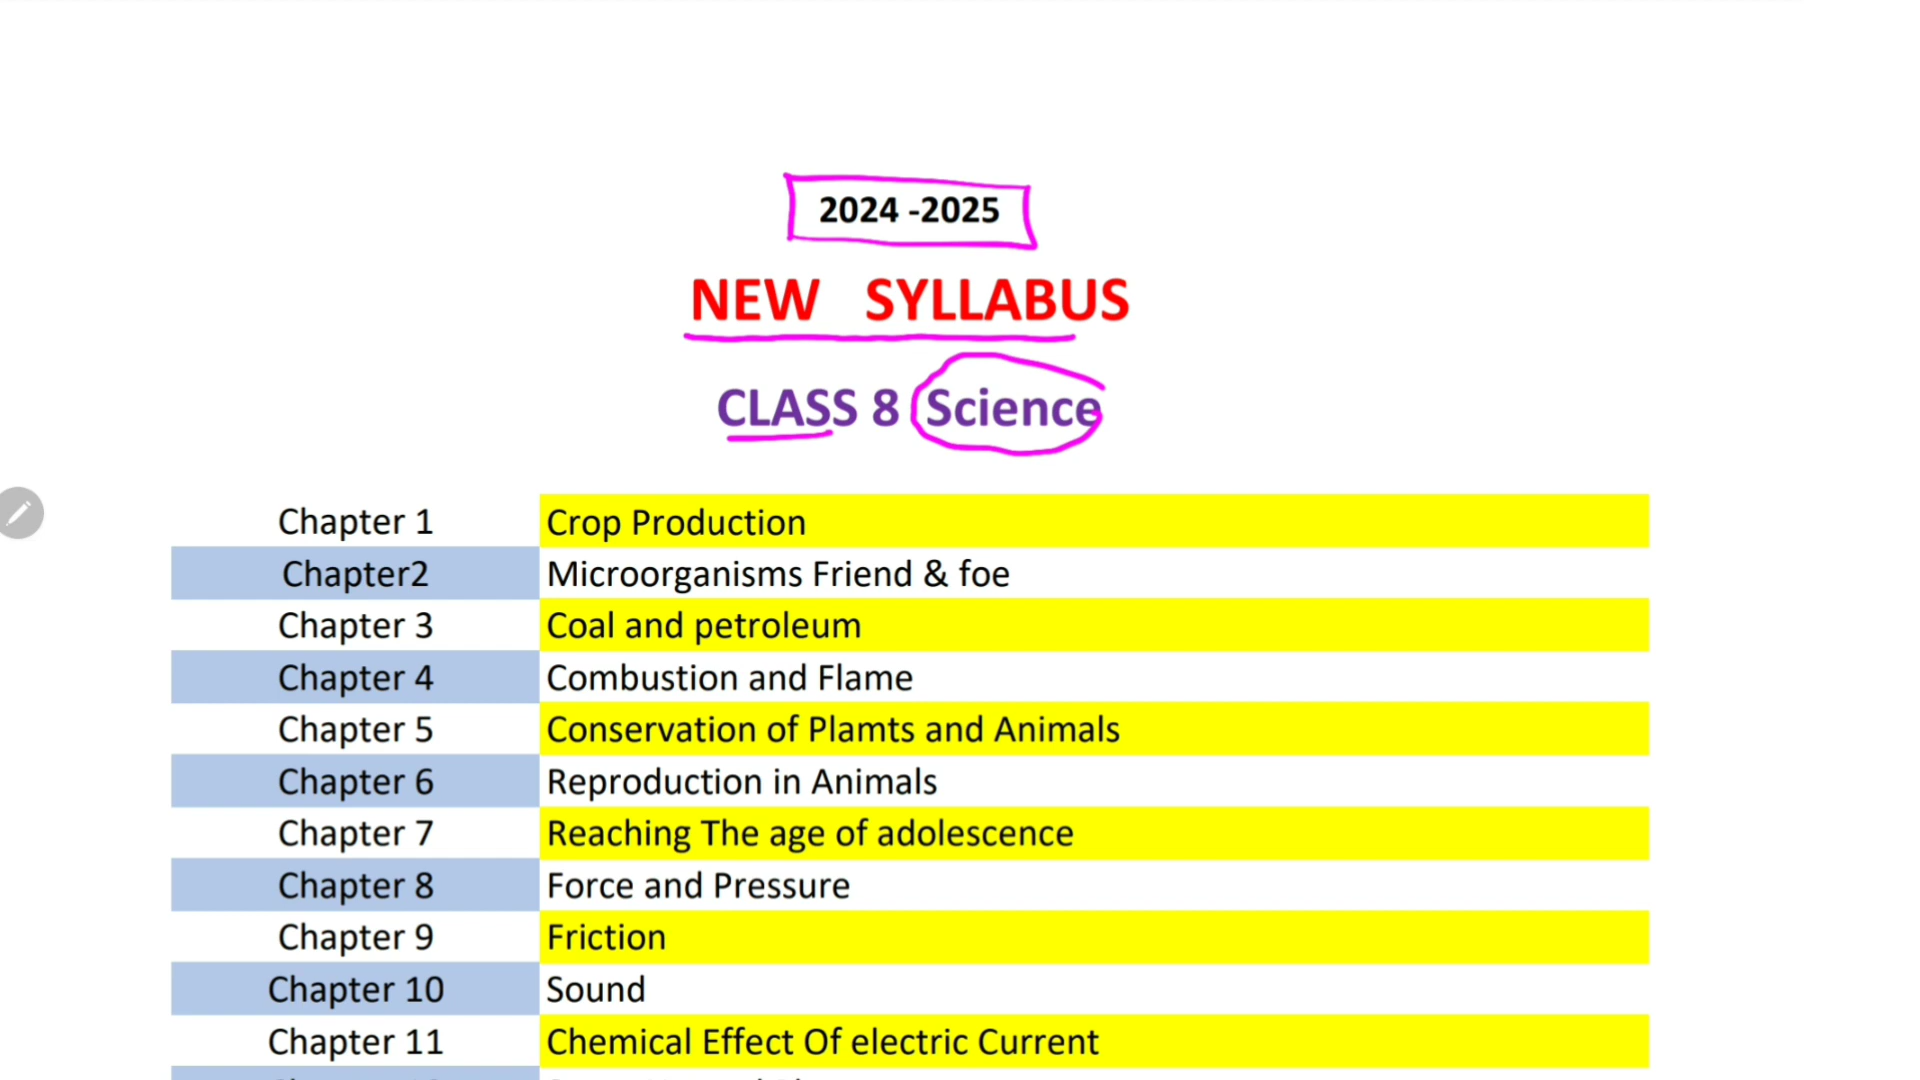 2024 -2025
NEW SYLLABUS
CLASS 8 Science
Chapter 1 Crop Production
Chapter2 Microorganisms Friend & foe
Chapter 3 Coal and petroleum
Chapter 4 Combustion and Flame
Chapter 5 Conservation of Plamts and Animals
Chapter 6 Reproduction in Animals
Chapter 7 Reaching The age of adolescence
Chapter 8 Force and Pressure
Chapter 9 Friction
Chapter 10 Sound
Chapter 11 Chemical Effect Of electric Current